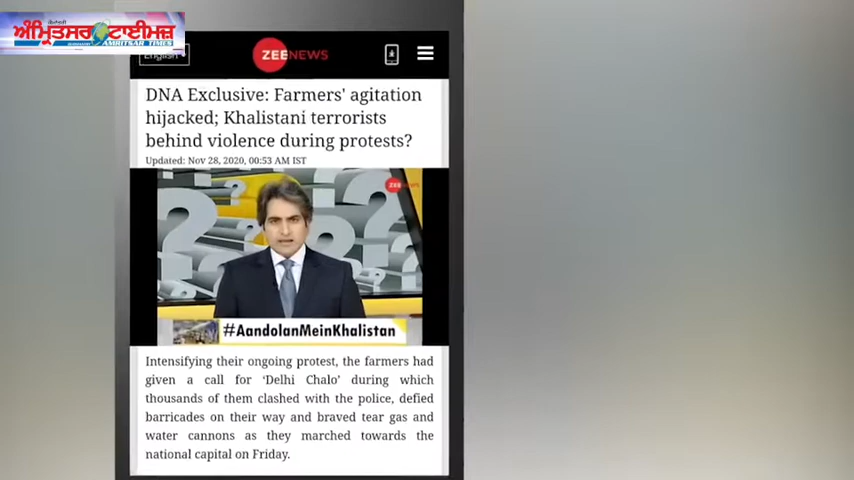 ਅੰਮ੍ਰਿਤਸਰ ਟਾਈਮਜ਼
AMRITSAR TIMES
English
ZEE NEWS
DNA Exclusive: Farmers' agitation
hijacked; Khalistani terrorists
behind violence during protests?
Updated: Nov 28, 2020, 00:53 AM IST
ZEE NEWS
#AandolanMeinKhalistan
Intensifying their ongoing protest, the farmers had
given a call for ‘Delhi Chalo’ during which
thousands of them clashed with the police, defied
barricades on their way and braved tear gas and
water cannons as they marched towards the
national capital on Friday.